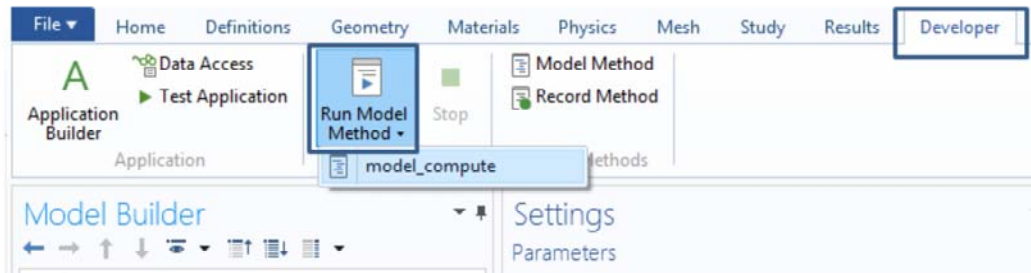 File Home Definitions Geometry Materials Physics Mesh Study Results Developer
Application Builder
Data Access
Test Application
Run Model Method
Stop
Model Method
Record Method
Application
model_compute
ethods
Model Builder
Settings
Parameters